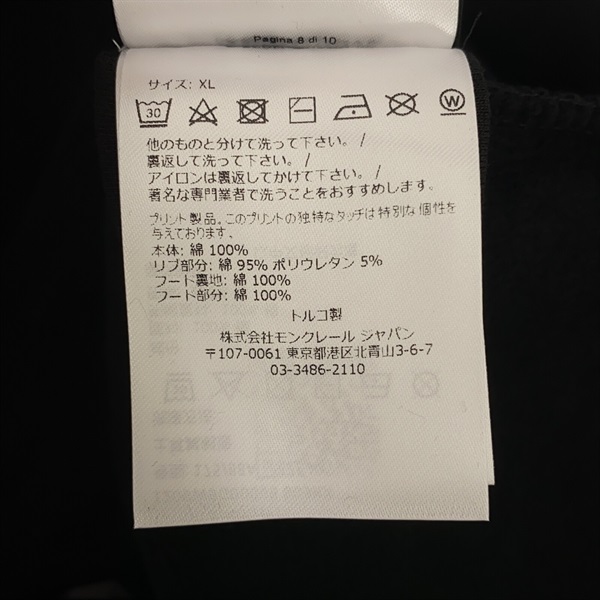 Pagina 8 di 10
サイズ: XL
30
W
他のものと分けて洗って下さい。/
裏返して洗って下さい。/
アイロンは裏返してかけて下さい。/
著名な専門業者で洗うことをおすすめします。
プリント製品。このプリントの独特なタッチは特別な個性を
与えております。
本体: 綿 100%
リブ部分: 綿 95% ポリウレタン 5%
フート裏地: 綿 100%
フート部分: 綿 100%
トルコ製
株式会社モンクレール ジャパン
〒107-0061 東京都港区北青山3-6-7
03-3486-2110